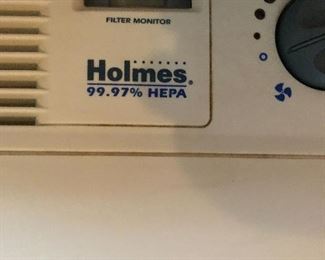 FILTER MONITOR
Holmes®
99.97% HEPA